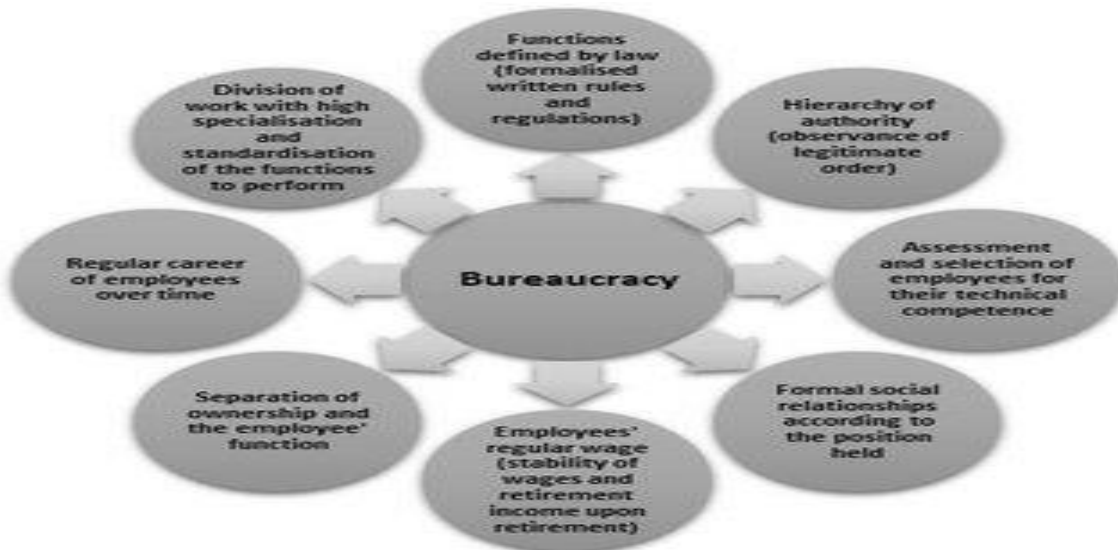 Functions
defined by law
(formalised
written rules
and
regulations)
Hierarchy of
authority
(observance of
legitimate
order)
Assessment
and selection of
employees for
their technical
competence
Formal social
relationships
according to
the position
held
Employees'
regular wage
(stability of
wages and
retirement
income upon
retirement)
Separation of
ownership and
the employee'
function
Regular career
of employees
over time
Division of
work with high
specialisation
and
standardisation
of the functions
to perform
Bureaucracy